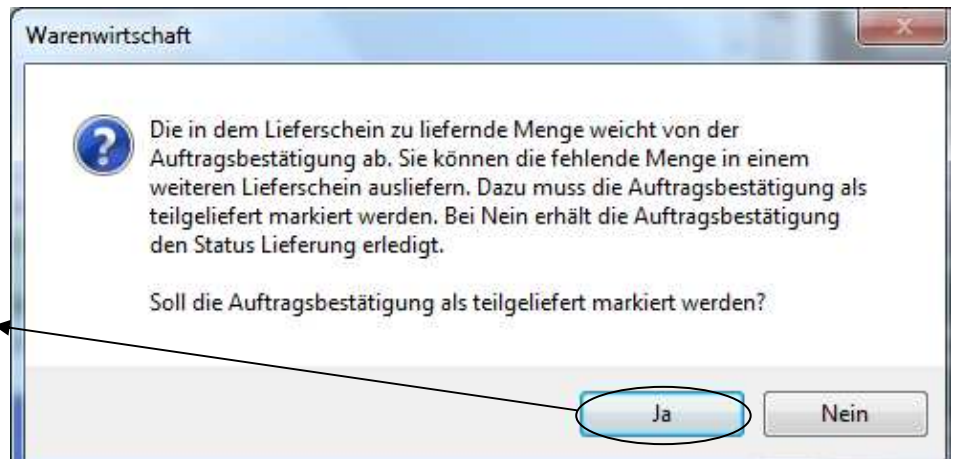 Warenwirtschaft
Die in dem Lieferschein zu liefernde Menge weicht von der
Auftragsbestätigung ab. Sie können die fehlende Menge in einem
weiteren Lieferschein ausliefern. Dazu muss die Auftragsbestätigung als
teilgeliefert markiert werden. Bei Nein erhält die Auftragsbestätigung
den Status Lieferung erledigt.
Soll die Auftragsbestätigung als teilgeliefert markiert werden?
Ja Nein